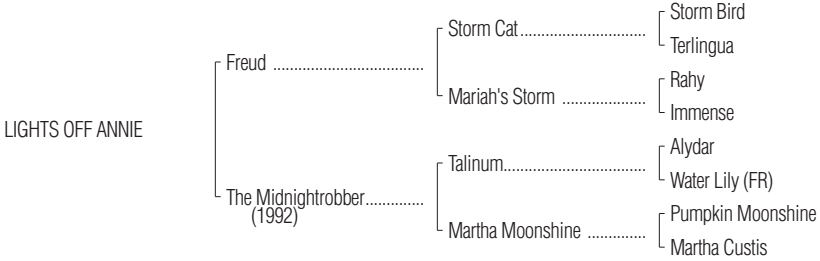 Storm Bird
Storm Cat..............................
Terlingua
Freud ....................................
Rahy
Mariah's Storm ....................
Immense
LIGHTS OFF ANNIE
Alydar
Talinum..................................
Water Lily (FR)
The Midnightrobber..............
(1992)
Pumpkin Moonshine
Martha Moonshine ..............
Martha Custis